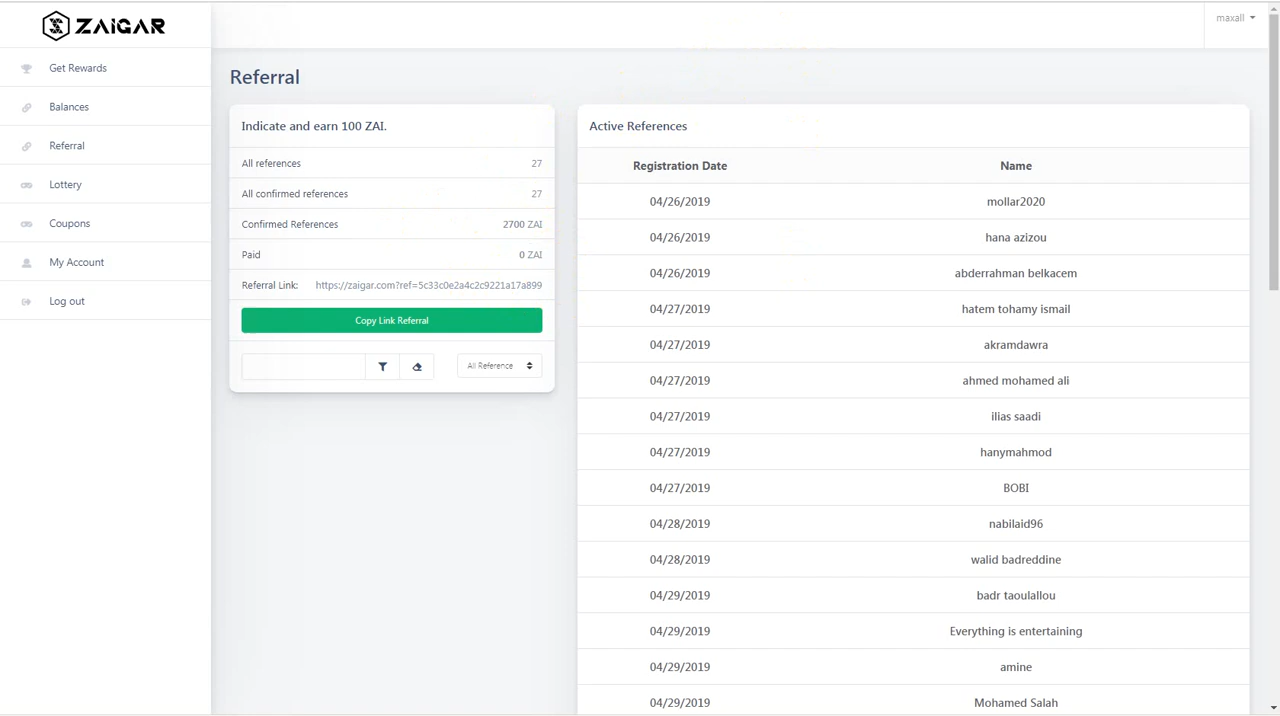 ZAIGAR
maxall
Get Rewards
Balances
Referral
Lottery
Coupons
My Account
Log out
Referral
Indicate and earn 100 ZAI.
All references 27
All confirmed references 27
Confirmed References 2700 ZAI
Paid 0 ZAI
Referral Link: https://zaigar.com?ref=5c33c0e2a4c2c9221a17a899
Copy Link Referral
All Reference
Active References
Registration Date Name
04/26/2019 mollar2020
04/26/2019 hana azizou
04/26/2019 abderrahman belkacem
04/27/2019 hatem tohamy ismail
04/27/2019 akramdawra
04/27/2019 ahmed mohamed ali
04/27/2019 ilias saadi
04/27/2019 hanymahmod
04/27/2019 BOBI
04/28/2019 nabilaid96
04/28/2019 walid badreddine
04/29/2019 badr taoulallou
04/29/2019 Everything is entertaining
04/29/2019 amine
04/29/2019 Mohamed Salah